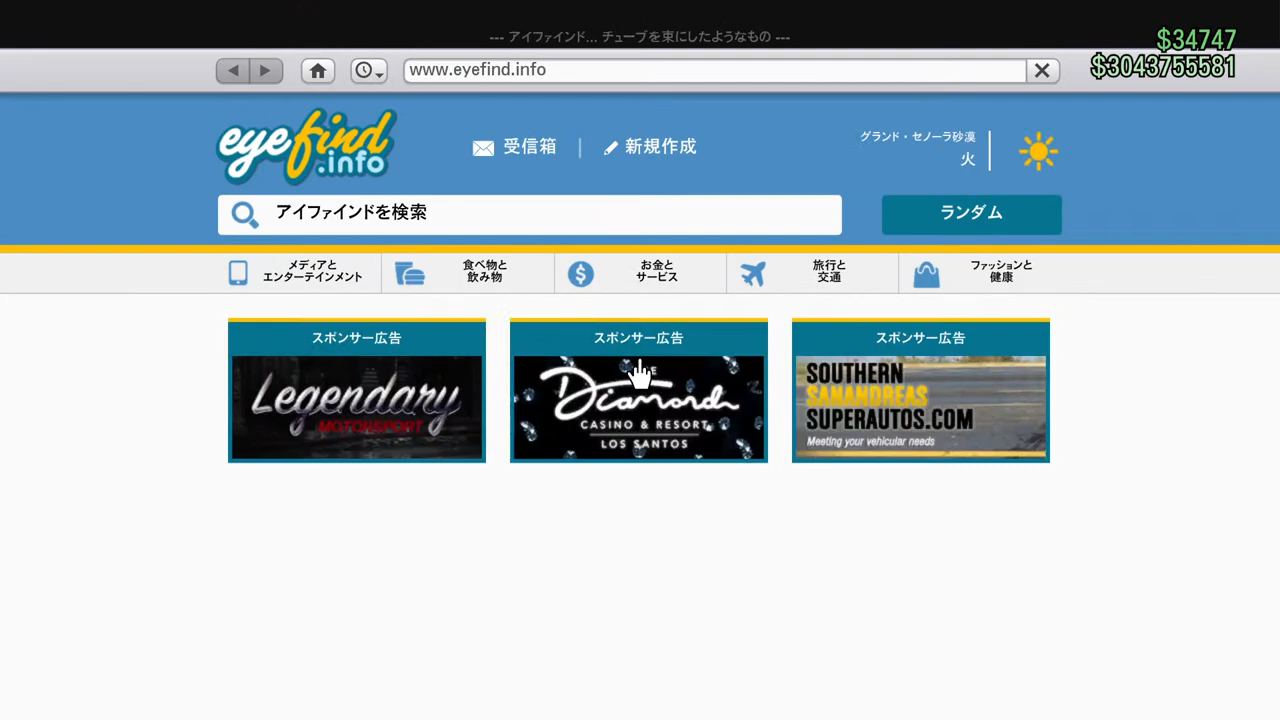 --- アイファインド... チューブを束にしたようなもの ---
$34747
$3043755581
www.eyefind.info
eyefind
.info
受信箱
新規作成
グランド・セノーラ砂漠
火
アイファインドを検索
ランダム
メディアと
エンターテインメント
食べ物と
飲み物
お金と
サービス
旅行と
交通
ファッションと
健康
スポンサー広告
Legendary
MOTORSPORT
スポンサー広告
Diamond
CASINO & RESORT
LOS SANTOS
スポンサー広告
SOUTHERN
SANANDREAS
SUPERAUTOS.COM
Meeting your vehicular needs